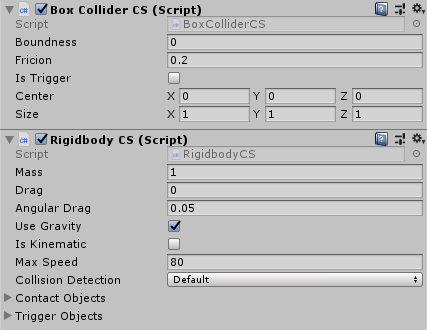 Box Collider CS (Script)
Script BoxColliderCS
Boundness 0
Fricion 0.2
Is Trigger
Center X 0 Y 0 Z 0
Size X 1 Y 1 Z 1
Rigidbody CS (Script)
Script RigidbodyCS
Mass 1
Drag 0
Angular Drag 0.05
Use Gravity
Is Kinematic
Max Speed 80
Collision Detection Default
Contact Objects
Trigger Objects